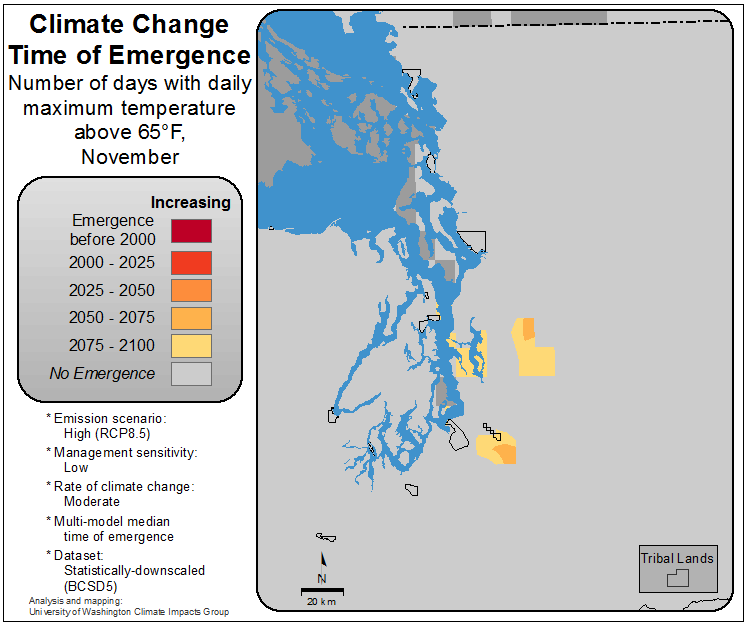 Climate Change
Time of Emergence
Number of days with daily
maximum temperature
above 65°F,
November
Increasing
Emergence
before 2000
2000 - 2025
2025 - 2050
2050 - 2075
2075 - 2100
No Emergence
* Emission scenario:
High (RCP8.5)
* Management sensitivity:
Low
* Rate of climate change:
Moderate
* Multi-model median
time of emergence
* Dataset:
Statistically-downscaled
(BCSD5)
Analysis and mapping:
University of Washington Climate Impacts Group
N
20 km
Tribal Lands